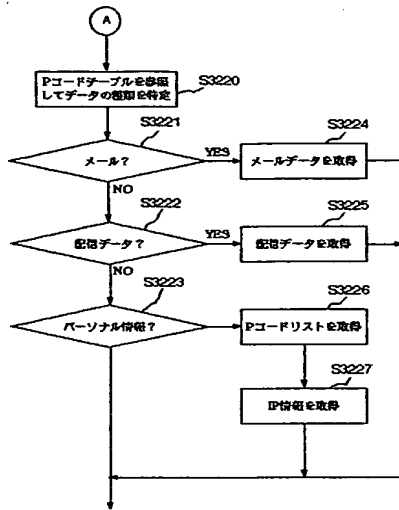 A
S3220
Pコードテーブルを参照
してデータの種類を特定
S3221
メール?
YES
S3224
メールデータを取得
NO
S3222
配信データ?
YES
S3225
配信データを取得
NO
S3223
パーソナル情報?
S3226
Pコードリストを取得
S3227
IP情報を取得